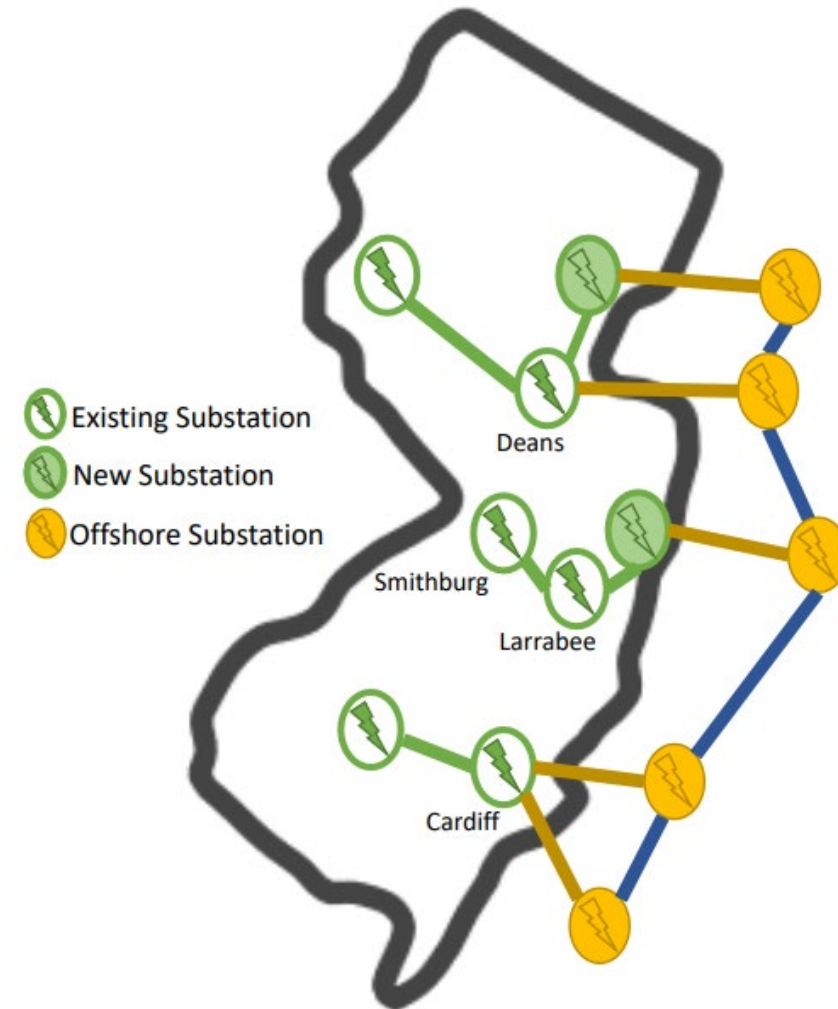 Existing Substation
New Substation
Offshore Substation
Deans
Smithburg
Larrabee
Cardiff